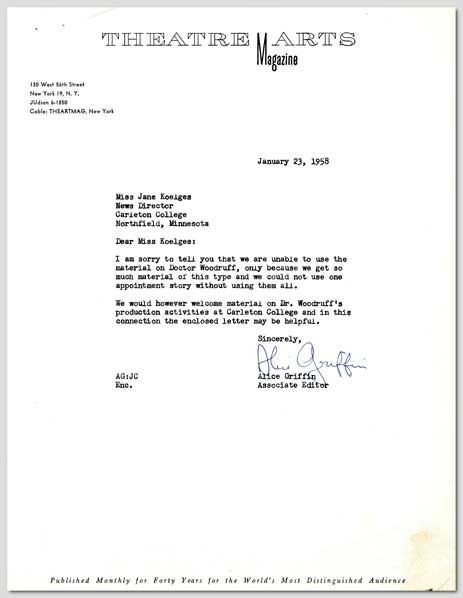 THEATRE ARTS
Magazine
130 West 56th Street
New York 19, N. Y.
JUdson 6-1850
Cable: THEARTMAG, New York
January 23, 1958
Miss Jane Koelges
News Director
Carleton College
Northfield, Minnesota
Dear Miss Koelges:
I am sorry to tell you that we are unable to use the
material on Doctor Woodruff, only because we get so
much material of this type and we could not use one
appointment story without using them all.
We would however welcome material on Dr. Woodruff's
production activities at Carleton College and in this
connection the enclosed letter may be helpful.
Sincerely,
Alice Griffin
AG:JC
Alice Griffin
Enc.
Associate Editor
Published Monthly for Forty Years for the World's Most Distinguished Audience